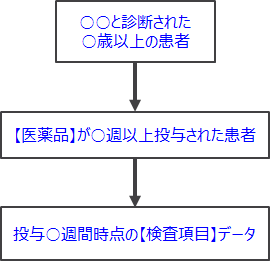 ○○と診断された
○歳以上の患者
【医薬品】が○週以上投与された患者
投与○週間時点の【検査項目】データ